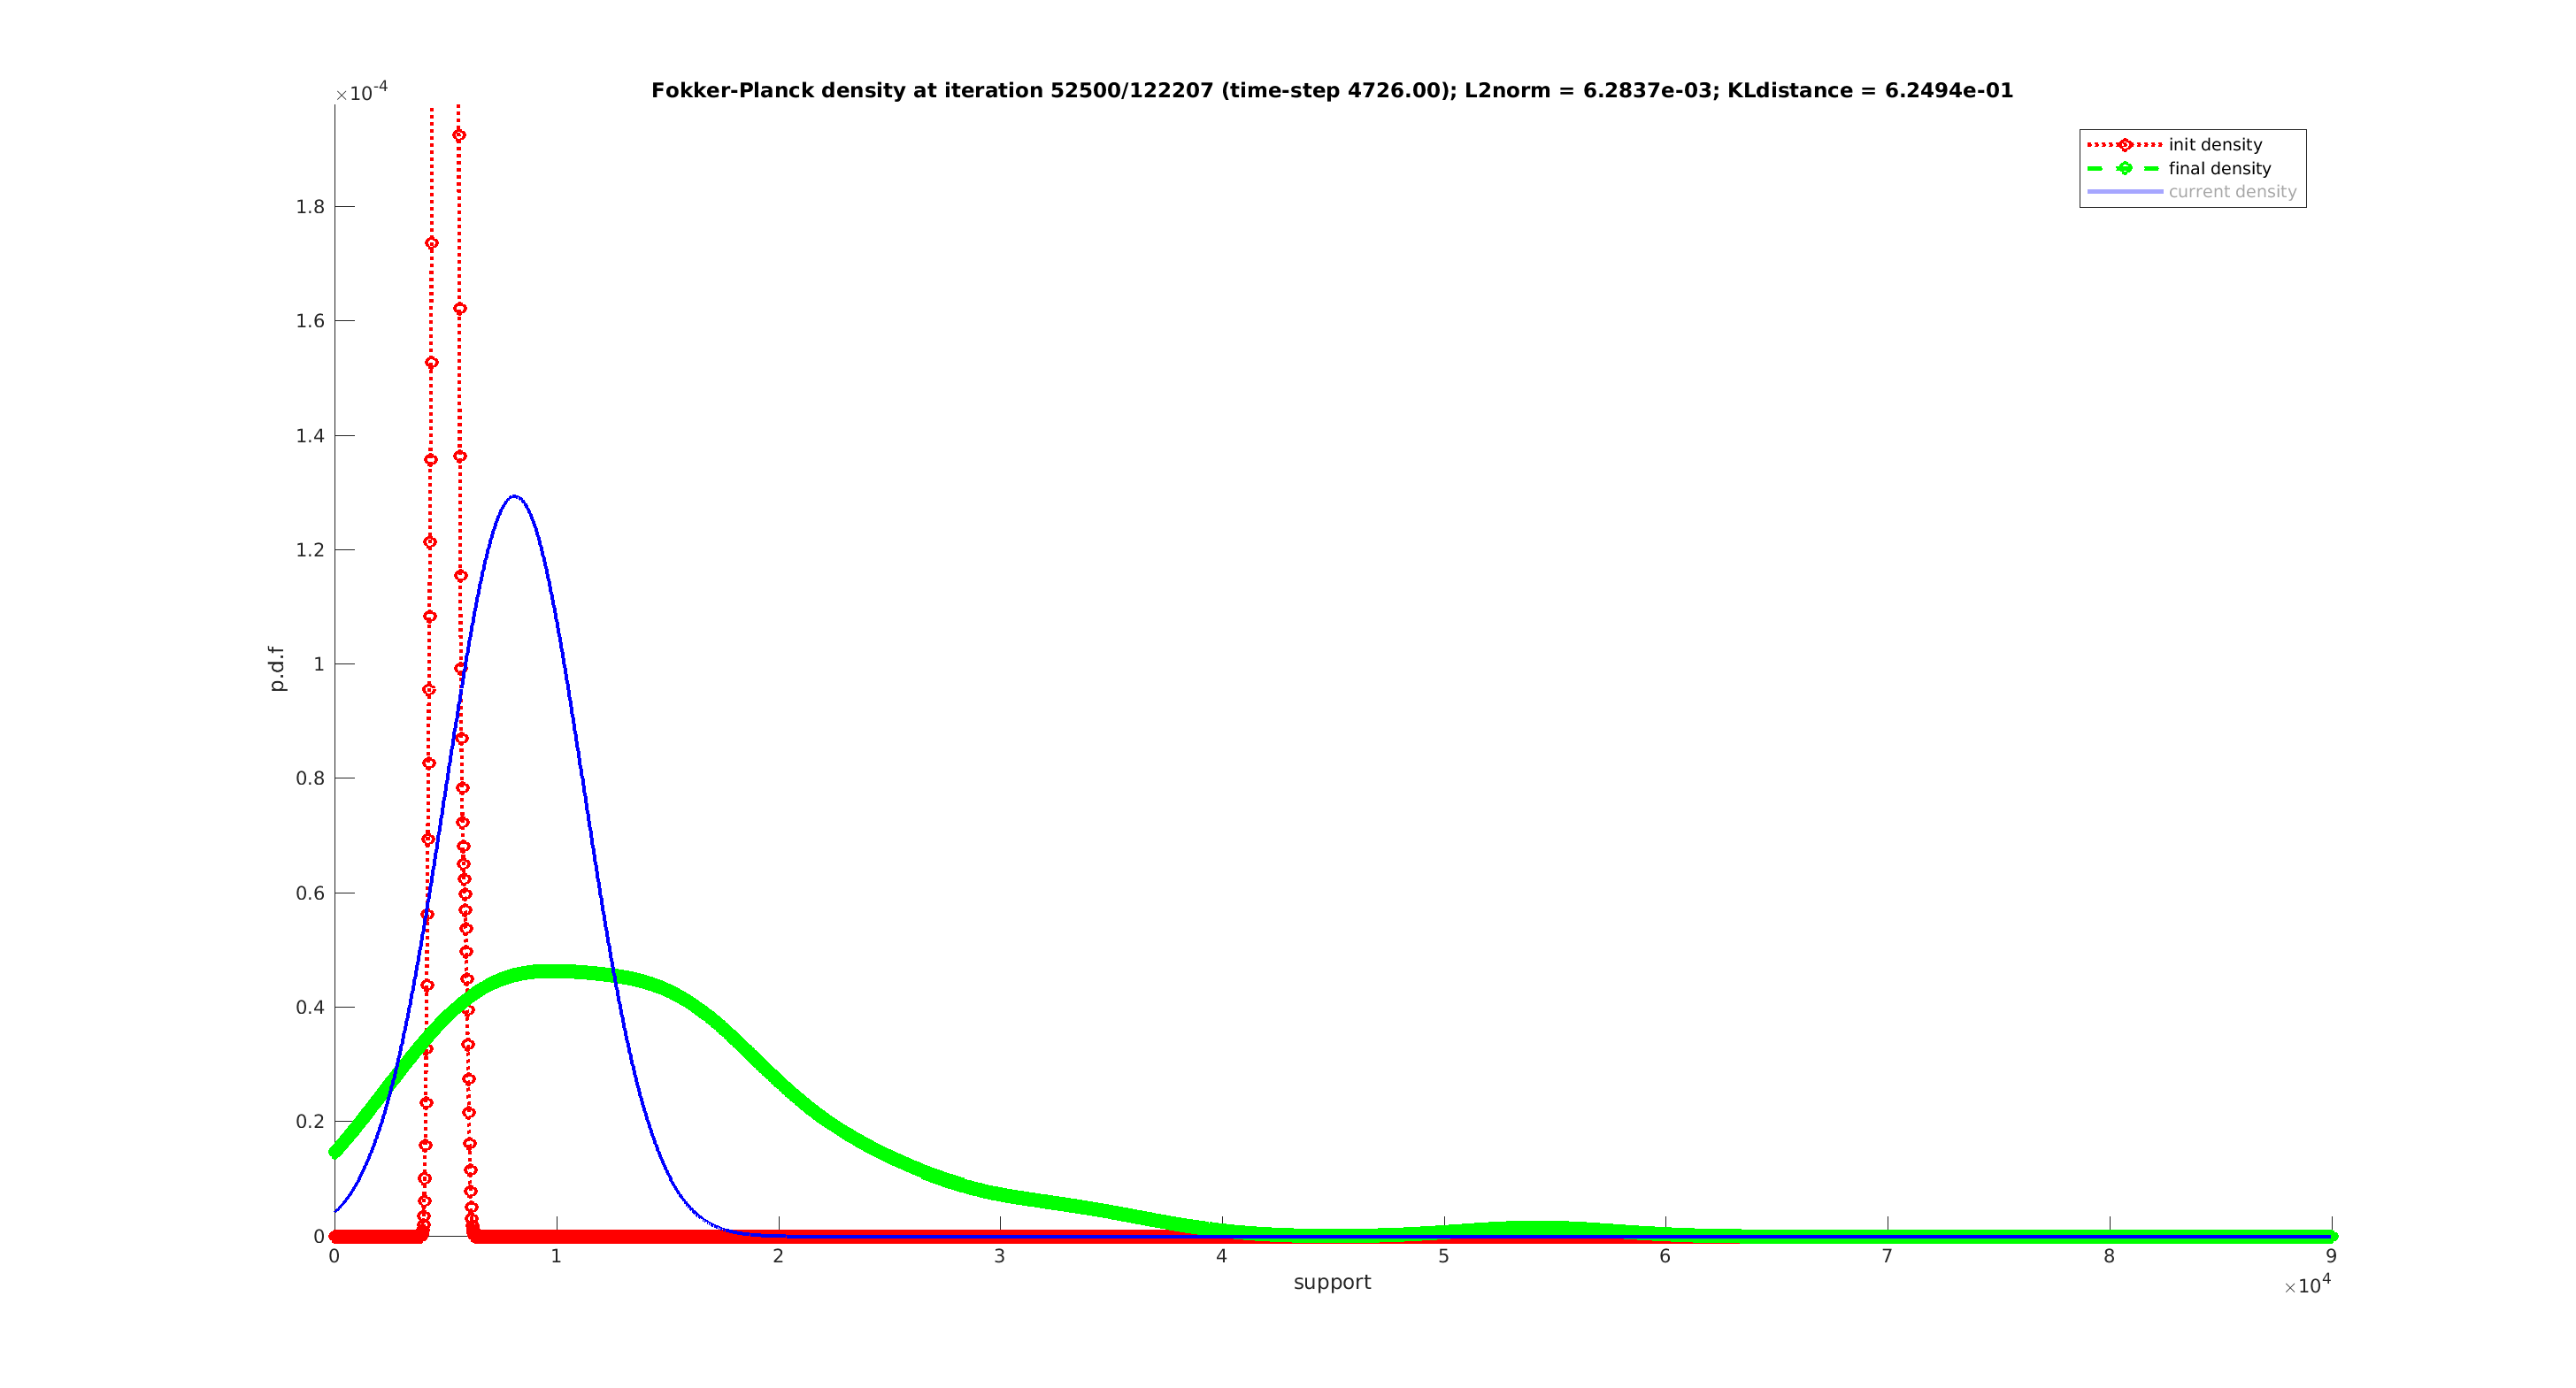 Fokker-Planck density at iteration 52500/122207 (time-step 4726.00); L2norm = 6.2837e-03; KLdistance = 6.2494e-01
×10-4
init density
final density
current density
1.8
1.6
1.4
1.2
1
0.8
0.6
0.4
0.2
0
p.d.f
0 1 2 3 4 5 6 7 8 9
support
×104